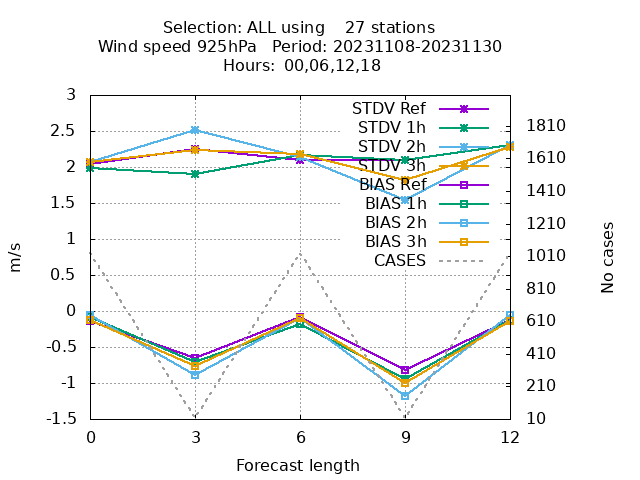 Selection: ALL using    27 stations
Wind speed 925hPa   Period: 20231108-20231130
Hours:  00,06,12,18
3
2.5
2
1.5
1
0.5
0
-0.5
-1
-1.5
m/s
STDV Ref
STDV 1h
STDV 2h
STDV 3h
BIAS Ref
BIAS 1h
BIAS 2h
BIAS 3h
CASES
1810
1610
1410
1210
1010
810
610
410
210
10
No cases
0
3
6
9
12
Forecast length